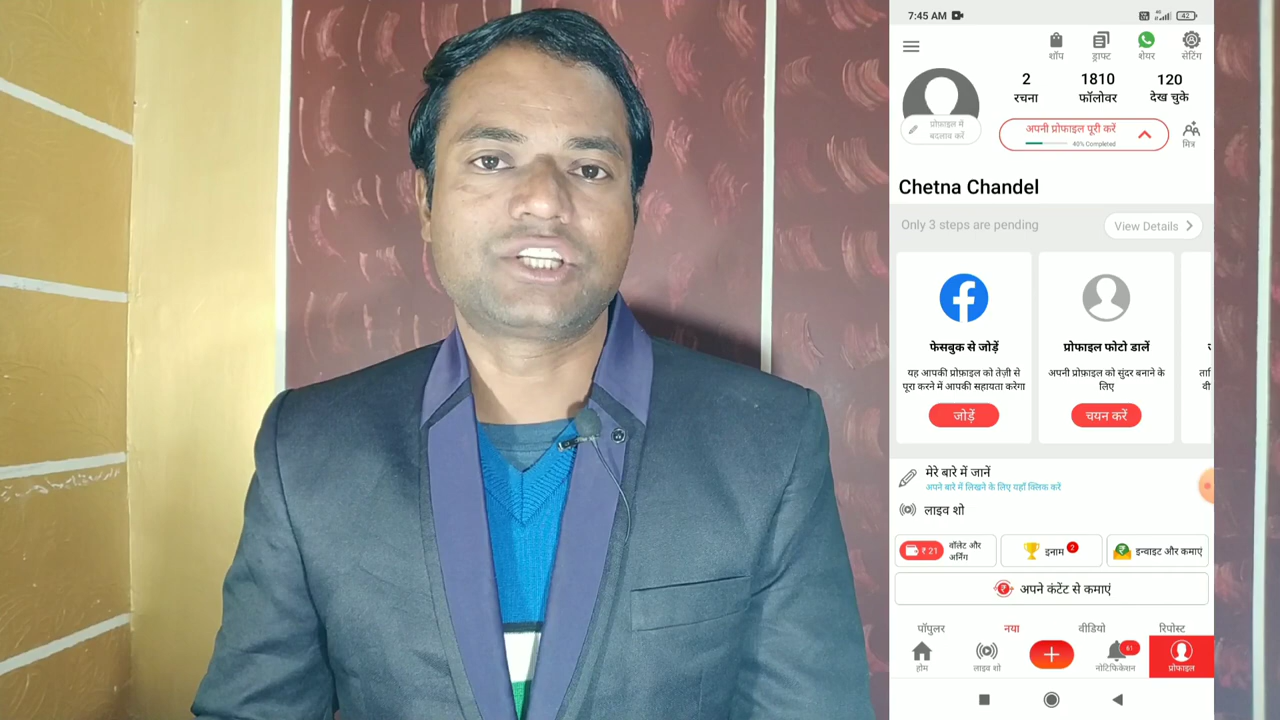 7:45 AM
42
शॉप
ड्राफ्ट
शेयर
सेटिंग
2
1810
120
रचना
फॉलोवर
देख चुके
प्रोफ़ाइल में
बदलाव करें
अपनी प्रोफाइल पूरी करें
40% Completed
मित्र
Chetna Chandel
Only 3 steps are pending
View Details
फेसबुक से जोड़ें
प्रोफाइल फोटो डालें
यह आपकी प्रोफ़ाइल को तेज़ी से
पूरा करने में आपकी सहायता करेगा
अपनी प्रोफाइल को सुंदर बनाने के
लिए
जोड़ें
चयन करें
मेरे बारे में जानें
अपने बारे में लिखने के लिए यहाँ क्लिक करें
लाइव शो
₹ 21
वॉलेट और
अर्निंग
इनाम
2
इन्वाइट और कमाएं
अपने कंटेंट से कमाएं
पॉपुलर
नया
वीडियो
रिपोस्ट
61
होम
लाइव शो
नोटिफिकेशन
प्रोफाइल